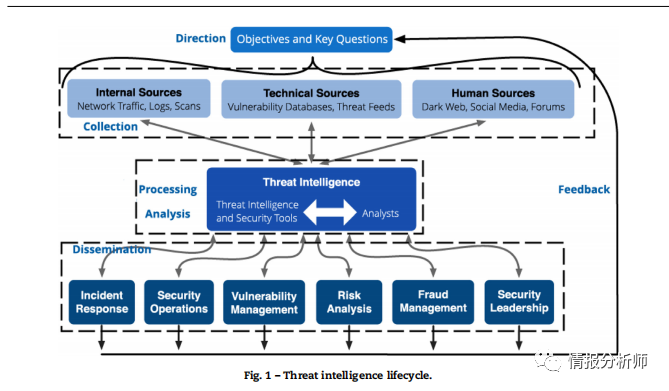 Direction
Objectives and Key Questions
Internal Sources
Network Traffic, Logs, Scans
Technical Sources
Vulnerability Databases, Threat Feeds
Human Sources
Dark Web, Social Media, Forums
Collection
Processing
Analysis
Threat Intelligence
Threat Intelligence
and Security Tools
Analysts
Feedback
Dissemination
Incident
Response
Security
Operations
Vulnerability
Management
Risk
Analysis
Fraud
Management
Security
Leadership
情报分析师
Fig. 1 – Threat intelligence lifecycle.